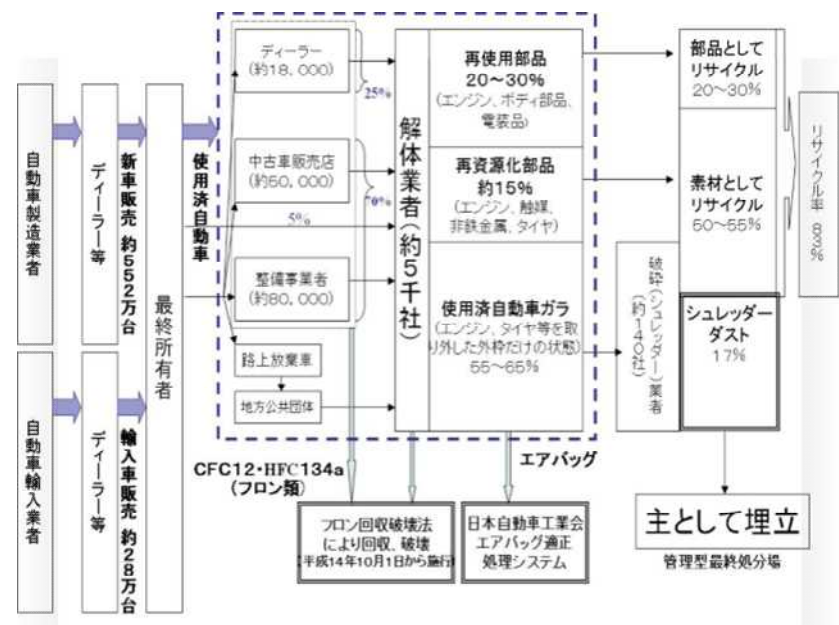 自動車製造業者
ディーラー等
新車販売 約552万台
自動車輸入業者
ディーラー等
輸入車販売 約28万台
最終所有者
使用済自動車
ディーラー
(約18,000)
25%
中古車販売店
(約50,000)
70%
5%
整備事業者
(約80,000)
路上放棄車
地方公共団体
解体業者(約5千社)
再使用部品
20~30%
(エンジン、ボディ部品、
電装品)
再資源化部品
約15%
(エンジン、触媒、
非鉄金属、タイヤ)
使用済自動車ガラ
(エンジン、タイヤ等を取
り外した外枠だけの状態)
55~65%
破砕(シュレッダー)業者
(約140社)
部品として
リサイクル
20~30%
素材として
リサイクル
50~55%
シュレッダー
ダスト
17%
リサイクル率 83%
CFC12・HFC134a
(フロン類)
エアバッグ
フロン回収破壊法
により回収、破壊
(平成14年10月1日から施行)
日本自動車工業会
エアバッグ適正
処理システム
主として埋立
管理型最終処分場